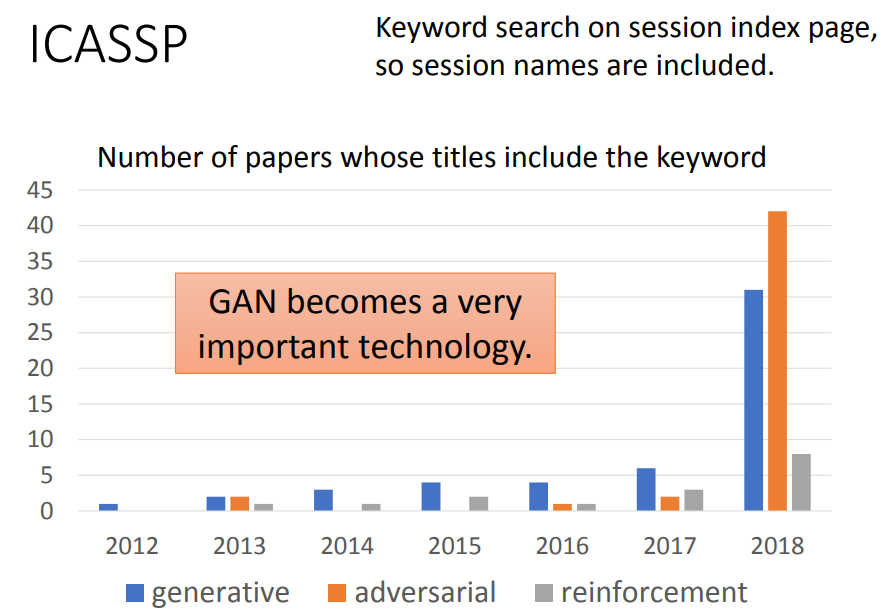 ICASSP
Keyword search on session index page,
so session names are included.
Number of papers whose titles include the keyword
45
40
35
30
25
20
15
10
5
0
GAN becomes a very
important technology.
2012 2013 2014 2015 2016 2017 2018
generative adversarial reinforcement